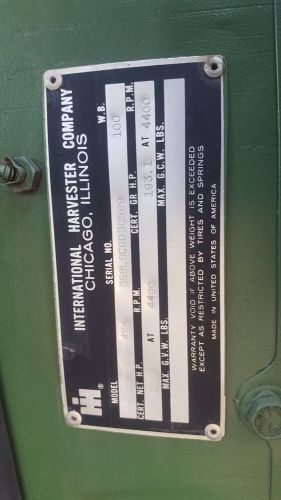 INTERNATIONAL HARVESTER COMPANY
CHICAGO, ILLINOIS
IH ®
MODEL SERIAL NO. W.B.
100
CERT. NET H.P. R.P.M. CERT. GR H.P. R.P.M.
AT 4400 193.1 AT 4400
MAX. G.V.W. LBS. MAX. G.C.W. LBS.
WARRANTY VOID IF ABOVE WEIGHT IS EXCEEDED
EXCEPT AS RESTRICTED BY TIRES AND SPRINGS
MADE IN UNITED STATES OF AMERICA